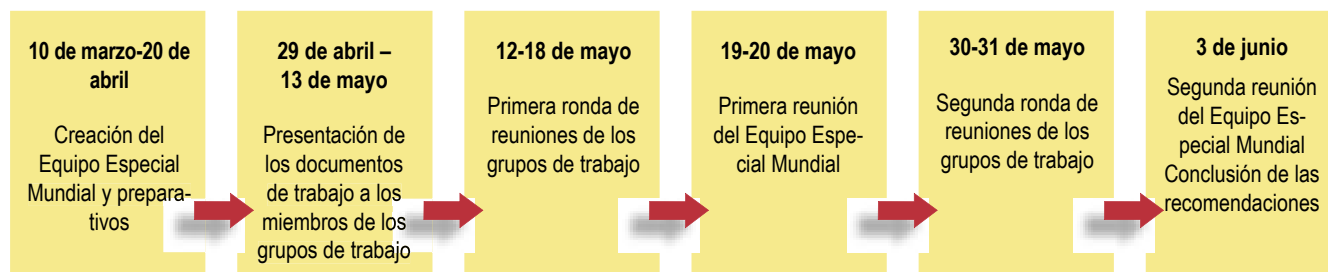 10 de marzo-20 de
abril
Creación del
Equipo Especial
Mundial y prepara-
tivos
29 de abril –
13 de mayo
Presentación de
los documentos
de trabajo a los
miembros de los
grupos de trabajo
12-18 de mayo
Primera ronda de
reuniones de los
grupos de trabajo
19-20 de mayo
Primera reunión
del Equipo Espe-
cial Mundial
30-31 de mayo
Segunda ronda de
reuniones de los
grupos de trabajo
3 de junio
Segunda reunión
del Equipo Es-
pecial Mundial
Conclusión de las
recomendaciones